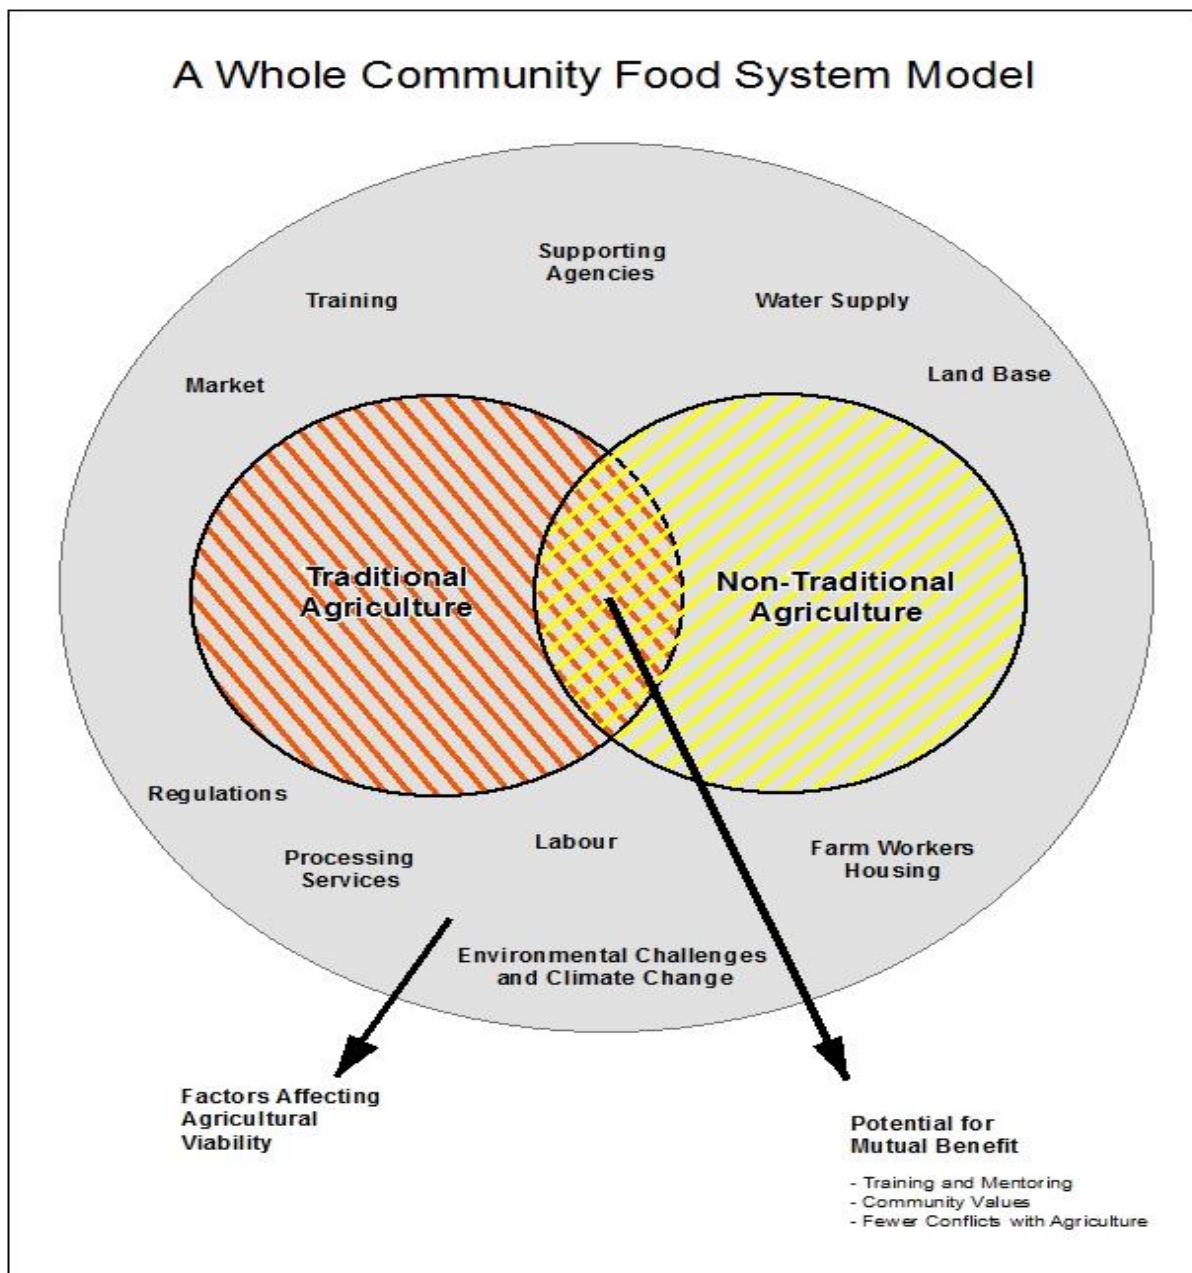 A Whole Community Food System Model
Supporting
Agencies
Training
Water Supply
Land Base
Market
Traditional
Agriculture
Non-Traditional
Agriculture
Regulations
Labour
Processing
Services
Farm Workers
Housing
Environmental Challenges
and Climate Change
Factors Affecting
Agricultural
Viability
Potential for
Mutual Benefit
- Training and Mentoring
- Community Values
- Fewer Conflicts with Agriculture